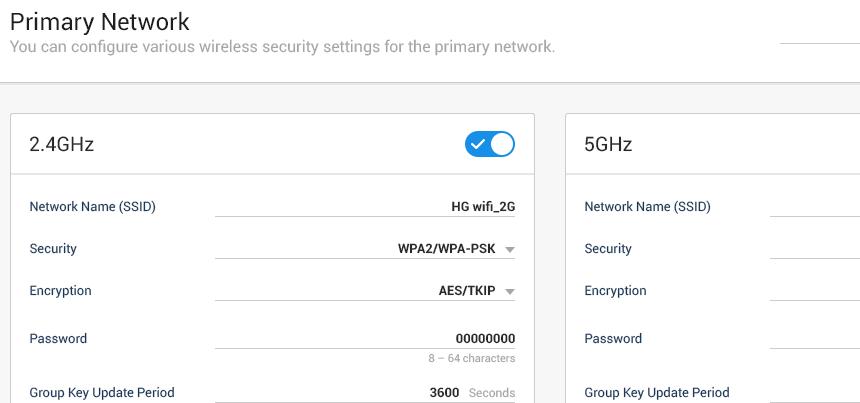 Primary Network
You can configure various wireless security settings for the primary network.
2.4GHz
Network Name (SSID) HG wifi_2G
Security WPA2/WPA-PSK
Encryption AES/TKIP
Password 00000000
8 – 64 characters
Group Key Update Period 3600 Seconds
5GHz
Network Name (SSID)
Security
Encryption
Password
Group Key Update Period